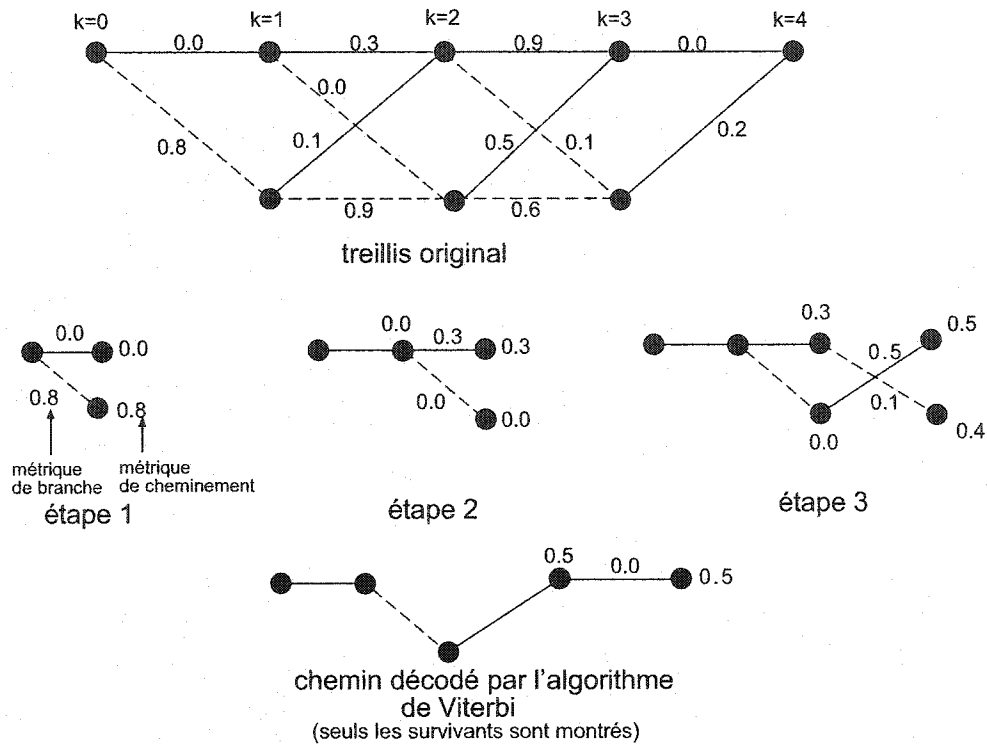 k=0 k=1 k=2 k=3 k=4
0.0 0.3 0.9 0.0
0.0
0.8 0.1 0.5 0.1 0.2
0.9 0.6
treillis original
0.0
0.0
0.8
0.8
métrique
de branche
métrique
de cheminement
étape 1
0.0
0.3
0.3
0.0
0.0
étape 2
0.3
0.5
0.5
0.1
0.4
0.0
étape 3
0.5
0.0
0.5
chemin décodé par l'algorithme
de Viterbi
(seuls les survivants sont montrés)